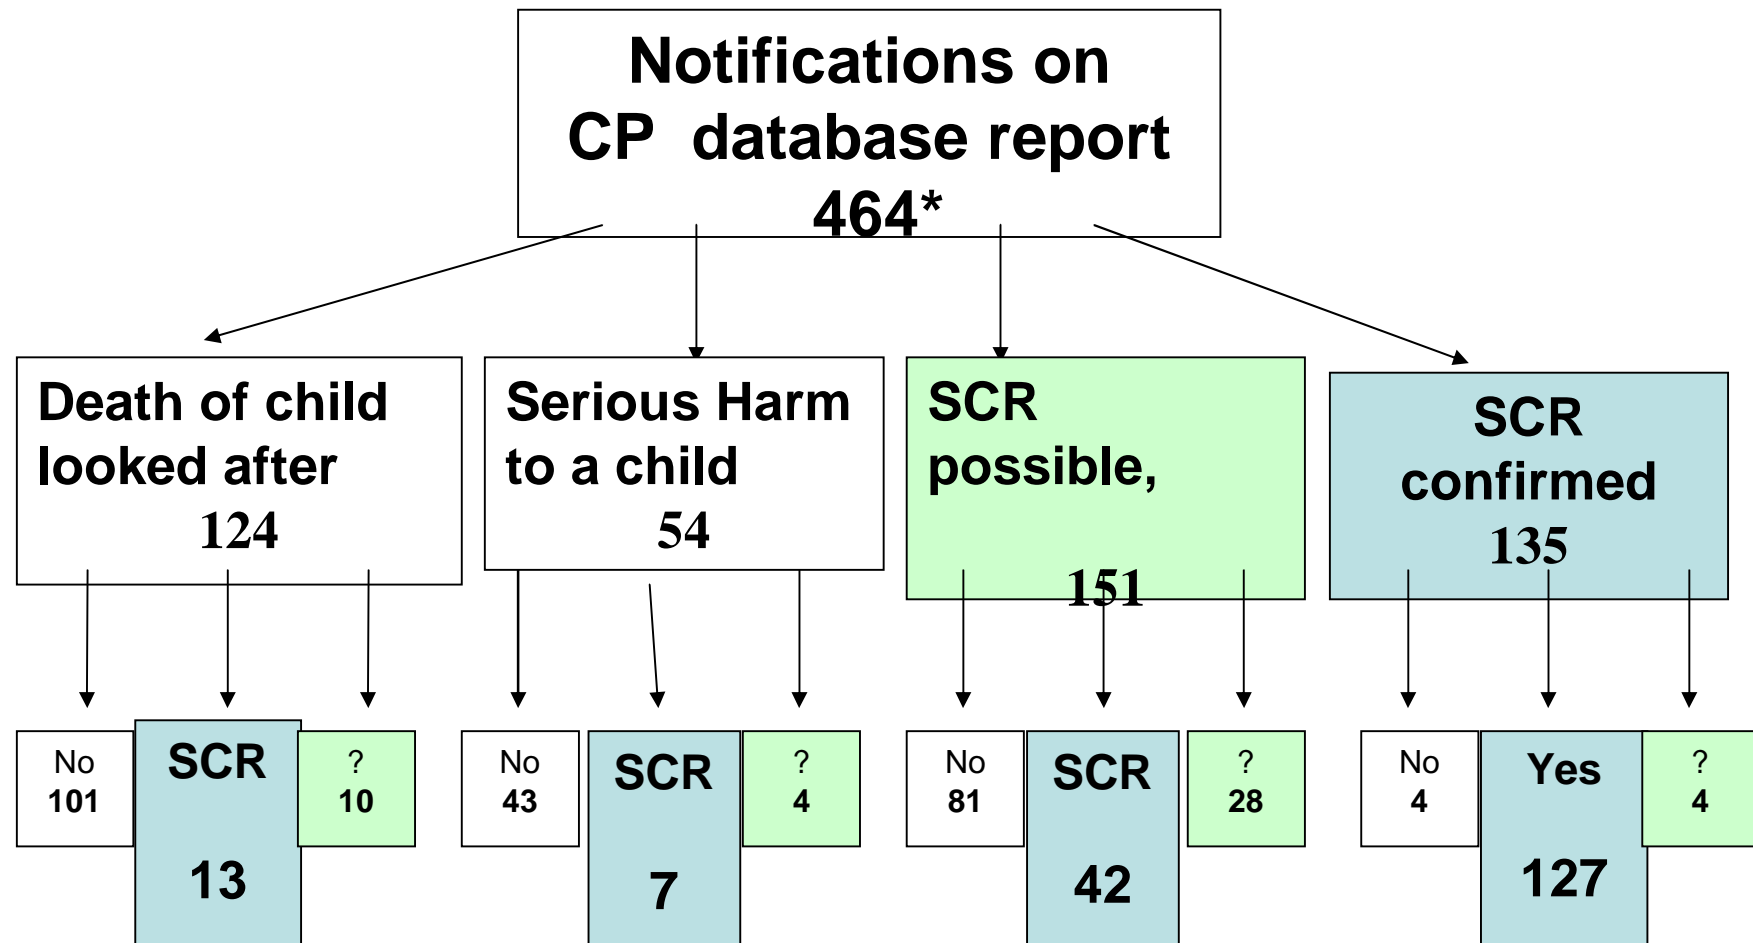 Notifications on
CP database report
464*
Death of child
looked after
124
Serious Harm
to a child
54
SCR
possible,
151
SCR
confirmed
135
No
101
SCR
13
?
10
No
43
SCR
7
?
4
No
81
SCR
42
?
28
No
4
Yes
127
?
4